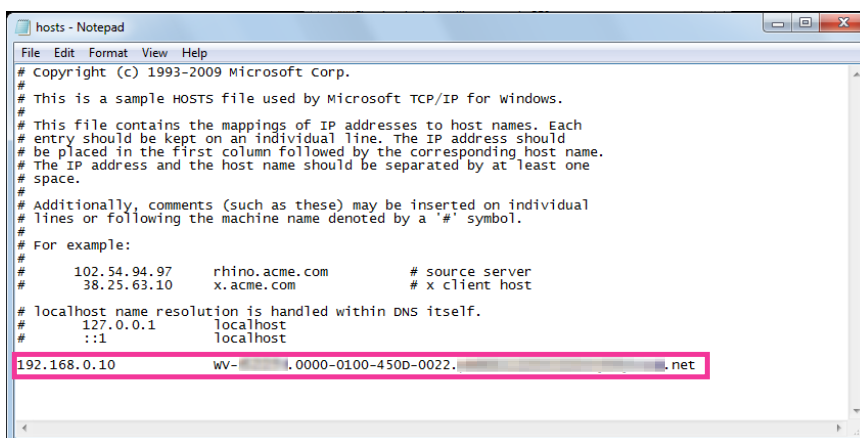 hosts - Notepad
File Edit Format View Help
# Copyright (c) 1993-2009 Microsoft Corp.
#
# This is a sample HOSTS file used by Microsoft TCP/IP for Windows.
#
# This file contains the mappings of IP addresses to host names. Each
# entry should be kept on an individual line. The IP address should
# be placed in the first column followed by the corresponding host name.
# The IP address and the host name should be separated by at least one
# space.
#
# Additionally, comments (such as these) may be inserted on individual
# lines or following the machine name denoted by a '#' symbol.
#
# For example:
#
# 102.54.94.97 rhino.acme.com # source server
# 38.25.63.10 x.acme.com # x client host
# localhost name resolution is handled within DNS itself.
# 127.0.0.1 localhost
# ::1 localhost
192.168.0.10 WV- .0000-0100-450D-0022. .net